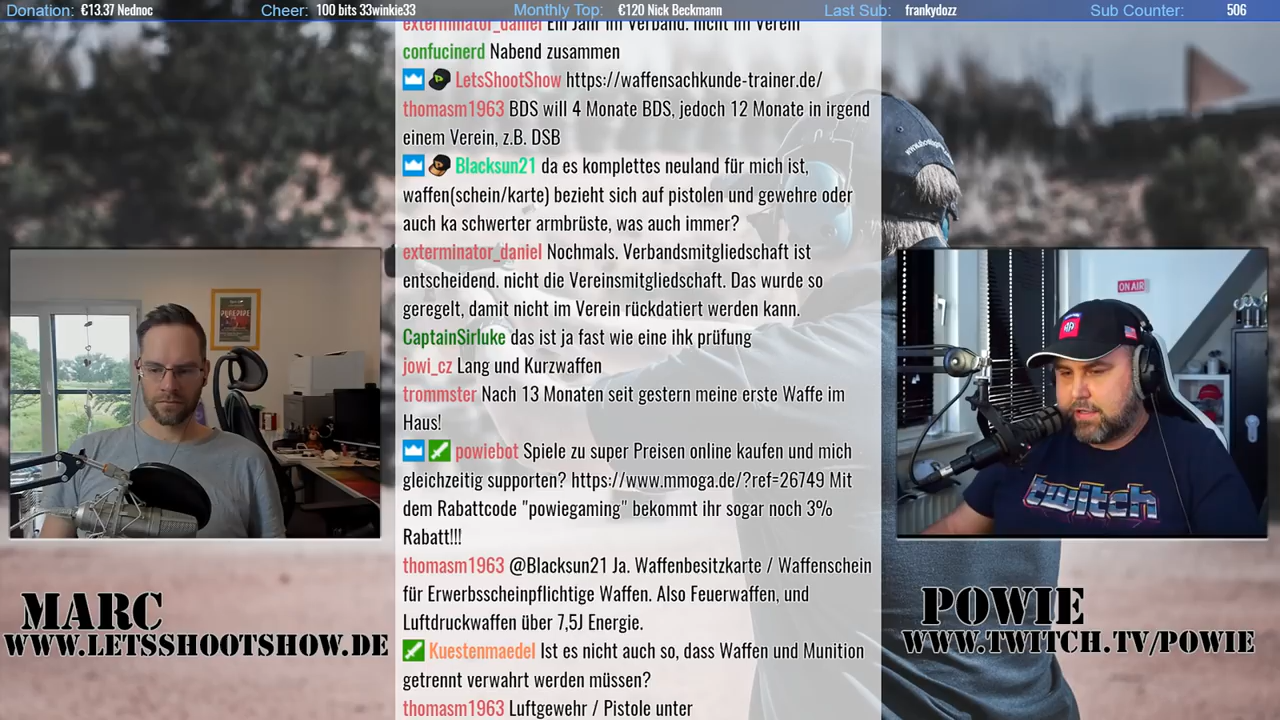 Donation: €13.37 Nednoc Cheer: 100 bits 33winkie33 Monthly Top: €120 Nick Beckmann Last Sub: frankydozz Sub Counter: 506
exterminator_daniel Ein Jahr im Verband. nicht im Verein
confucinerd Nabend zusammen
LetsShootShow https://waffensachkunde-trainer.de/
thomasm1963 BDS will 4 Monate BDS, jedoch 12 Monate in irgend
einem Verein, z.B. DSB
Blacksun21 da es komplettes neuland für mich ist,
waffen(schein/karte) bezieht sich auf pistolen und gewehre oder
auch ka schwerter armbrüste, was auch immer?
exterminator_daniel Nochmals. Verbandsmitgliedschaft ist
entscheidend. nicht die Vereinsmitgliedschaft. Das wurde so
geregelt, damit nicht im Verein rückdatiert werden kann.
CaptainSirluke das ist ja fast wie eine ihk prüfung
jowi_cz Lang und Kurzwaffen
trommster Nach 13 Monaten seit gestern meine erste Waffe im
Haus!
powiebot Spiele zu super Preisen online kaufen und mich
gleichzeitig supporten? https://www.mmoga.de/?ref=26749 Mit
dem Rabattcode "powiegaming" bekommt ihr sogar noch 3%
Rabatt!!!
thomasm1963 @Blacksun21 Ja. Waffenbesitzkarte / Waffenschein
für Erwerbsscheinpflichtige Waffen. Also Feuerwaffen, und
Luftdruckwaffen über 7,5J Energie.
Kuestenmaedel Ist es nicht auch so, dass Waffen und Munition
getrennt verwahrt werden müssen?
thomasm1963 Luftgewehr / Pistole unter
MARC
WWW.LETSSHOOTSHOW.DE
ON AIR
twitch
POWIE
WWW.TWITCH.TV/POWIE